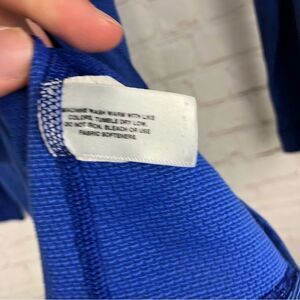 MACHINE WASH WARM WITH LIKE
COLORS, TUMBLE DRY LOW.
DO NOT IRON, BLEACH OR USE
FABRIC SOFTENERS.